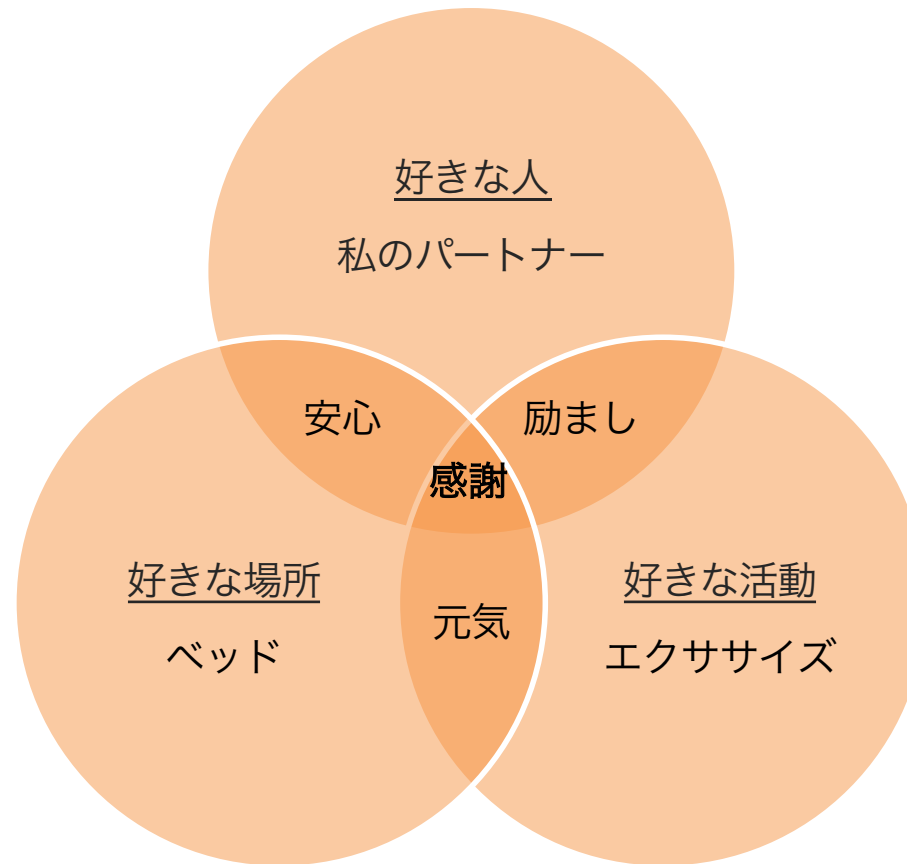 好きな人
私のパートナー
安心
励まし
感謝
好きな場所
ベッド
元気
好きな活動
エクササイズ